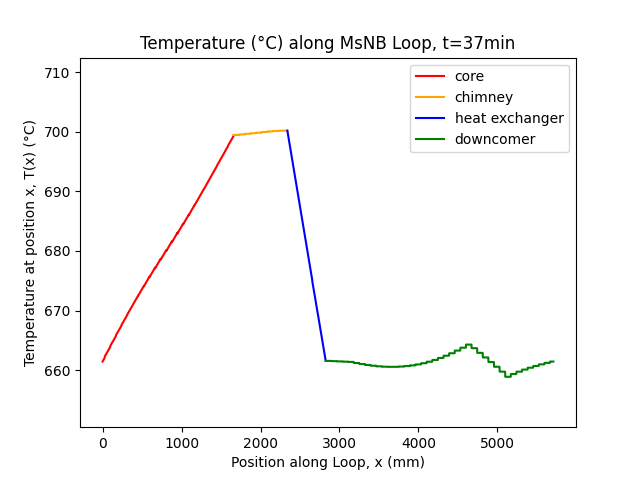 Temperature (°C) along MsNB Loop, t=37min
Temperature at position x, T(x) (°C)
710
700
690
680
670
660
core
chimney
heat exchanger
downcomer
0 1000 2000 3000 4000 5000
Position along Loop, x (mm)